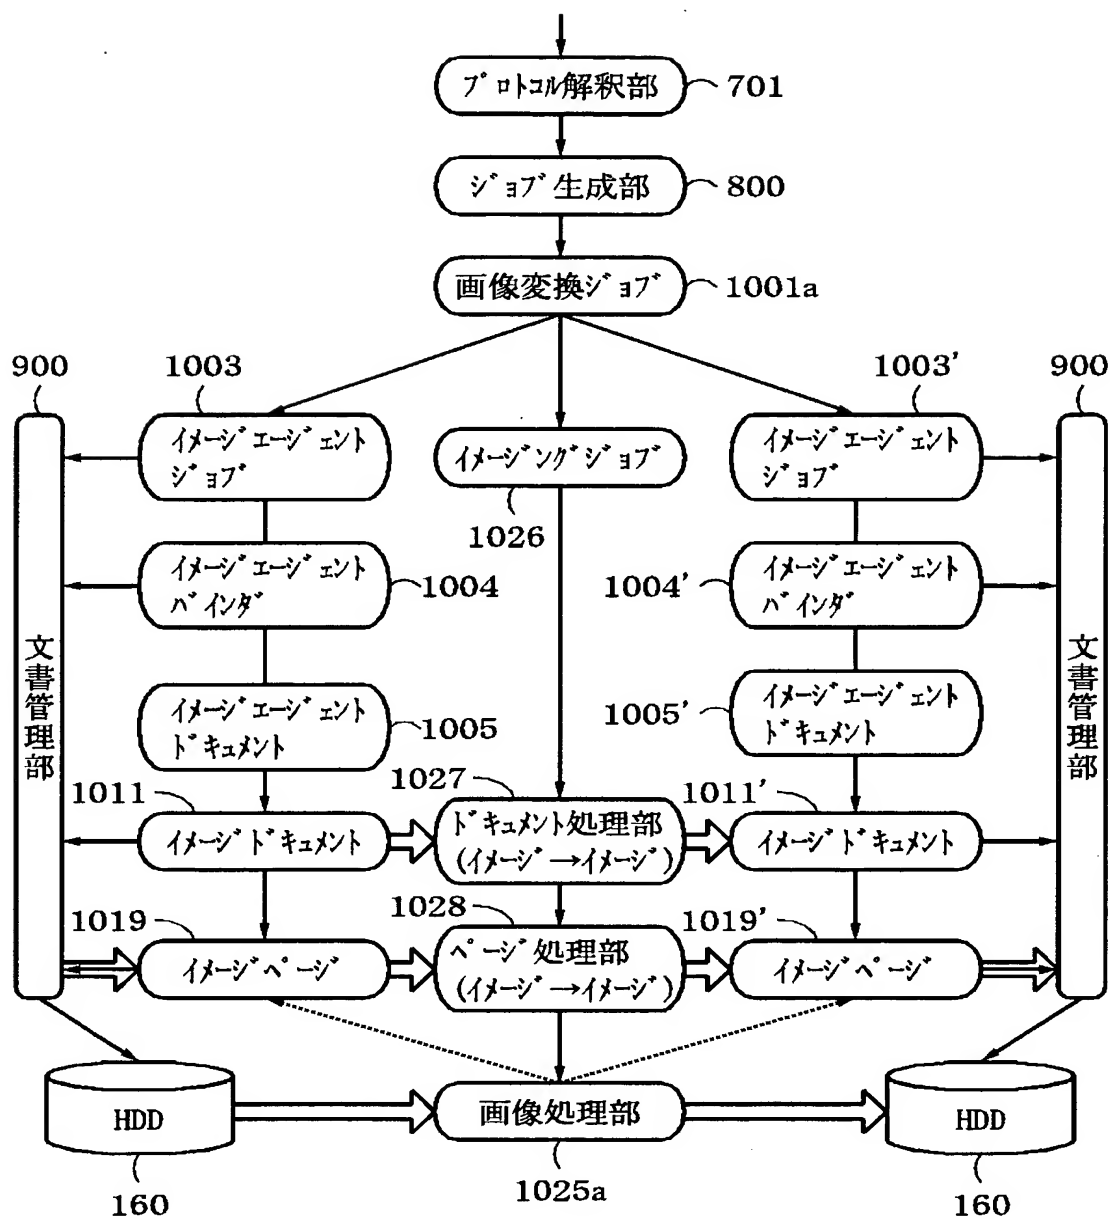 プロトコル解釈部
701
ジョブ生成部
800
画像変換ジョブ
1001a
900
1003
1003'
900
イメージエージェント
ジョブ
イメージングジョブ
イメージエージェント
ジョブ
1026
イメージエージェント
バインダ
1004
1004'
イメージエージェント
バインダ
文書管理部
文書管理部
イメージエージェント
ドキュメント
1005
1005'
イメージエージェント
ドキュメント
1011
1027
1011'
イメージドキュメント
ドキュメント処理部
(イメージ→イメージ)
イメージドキュメント
1019
1028
1019'
イメージページ
ページ処理部
(イメージ→イメージ)
イメージページ
HDD
画像処理部
HDD
160
1025a
160